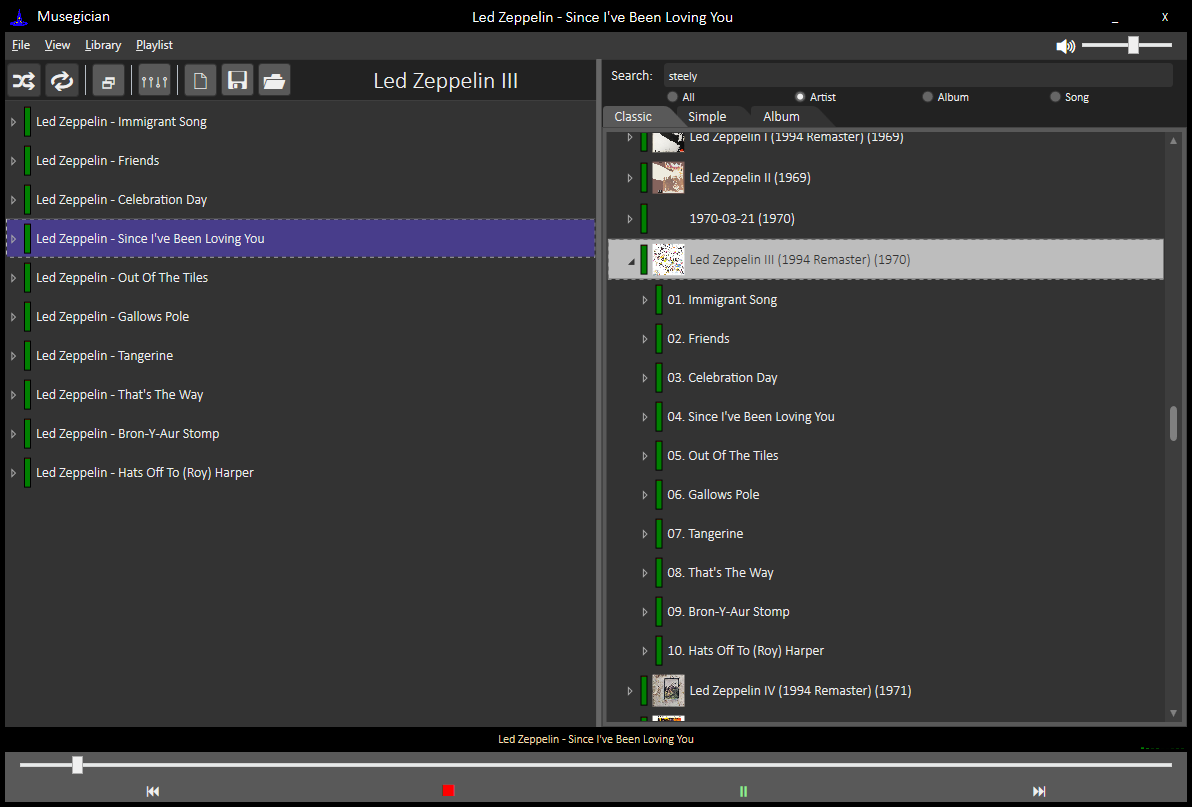 Musegician
Led Zeppelin - Since I've Been Loving You
_ X
File View Library Playlist
Led Zeppelin III
Led Zeppelin - Immigrant Song
Led Zeppelin - Friends
Led Zeppelin - Celebration Day
Led Zeppelin - Since I've Been Loving You
Led Zeppelin - Out Of The Tiles
Led Zeppelin - Gallows Pole
Led Zeppelin - Tangerine
Led Zeppelin - That's The Way
Led Zeppelin - Bron-Y-Aur Stomp
Led Zeppelin - Hats Off To (Roy) Harper
Search: steely
All Artist Album Song
Classic Simple Album
Led Zeppelin I (1994 Remaster) (1969)
Led Zeppelin II (1969)
1970-03-21 (1970)
Led Zeppelin III (1994 Remaster) (1970)
01. Immigrant Song
02. Friends
03. Celebration Day
04. Since I've Been Loving You
05. Out Of The Tiles
06. Gallows Pole
07. Tangerine
08. That's The Way
09. Bron-Y-Aur Stomp
10. Hats Off To (Roy) Harper
Led Zeppelin IV (1994 Remaster) (1971)
Led Zeppelin - Since I've Been Loving You